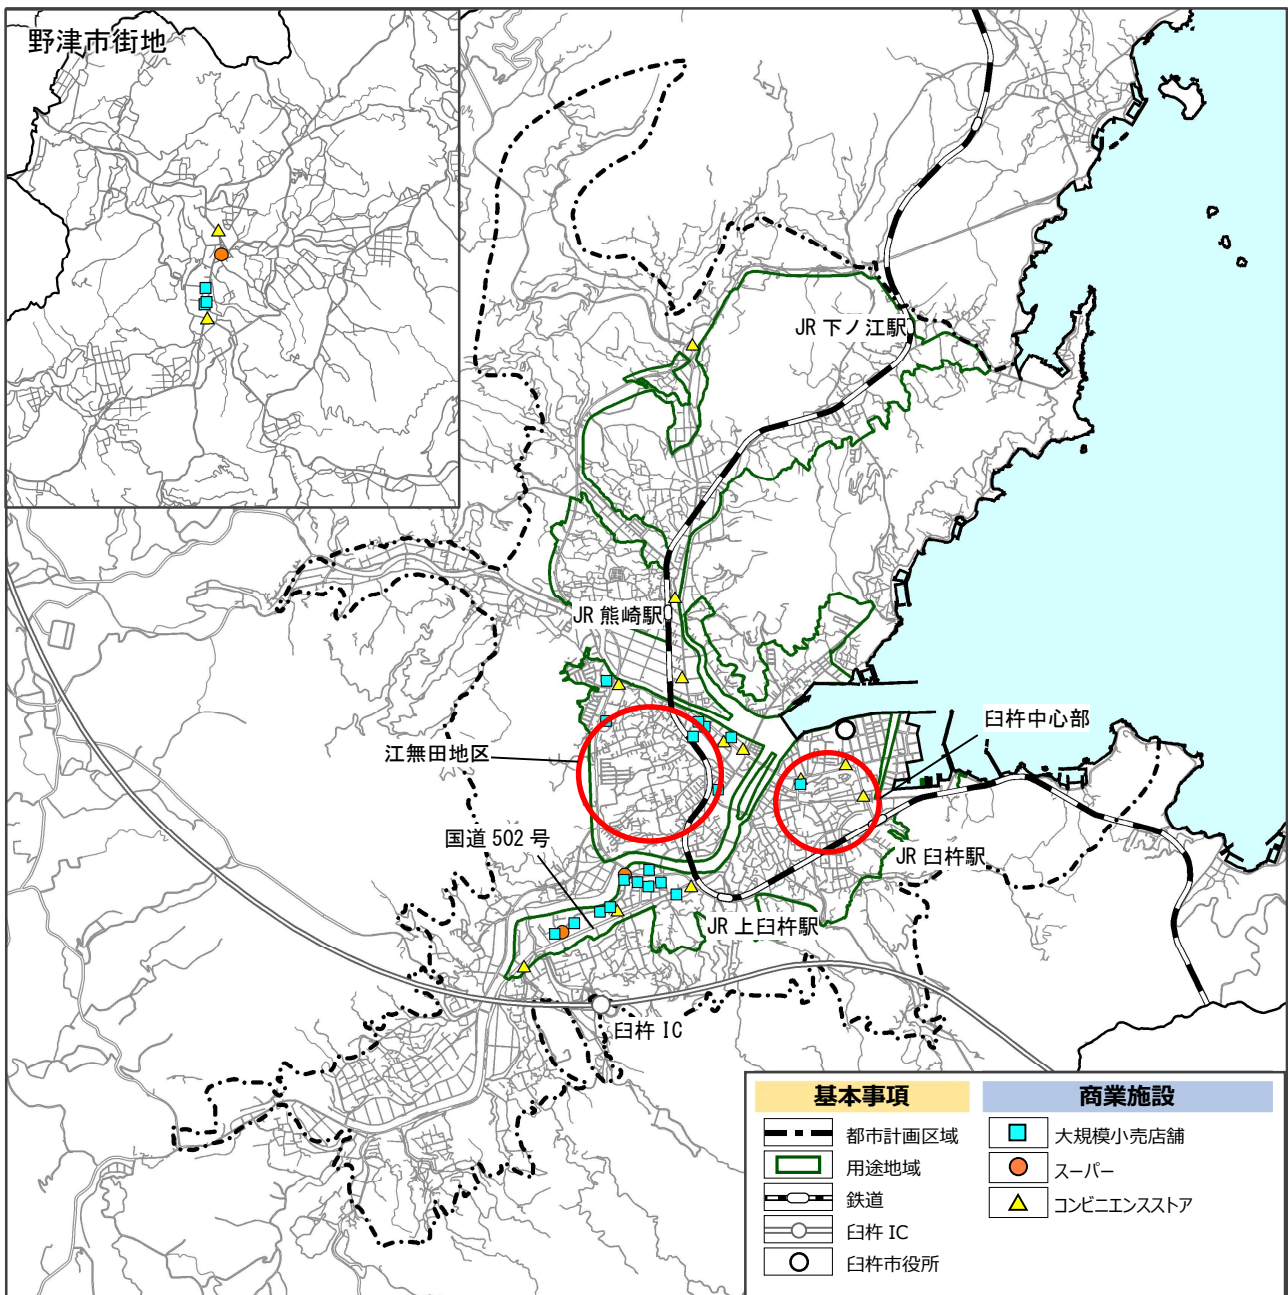 野津市街地
JR 下ノ江駅
JR 熊崎駅
臼杵中心部
江無田地区
国道 502 号
JR 臼杵駅
JR 上臼杵駅
臼杵 IC
基本事項
都市計画区域
用途地域
鉄道
臼杵 IC
臼杵市役所
商業施設
大規模小売店舗
スーパー
コンビニエンスストア